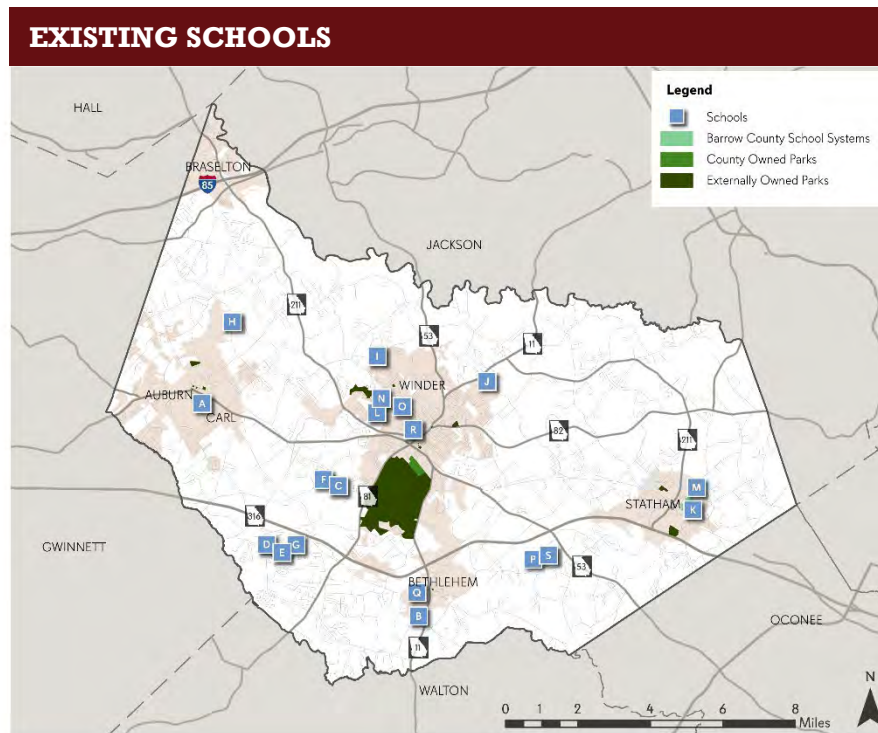 EXISTING SCHOOLS
Legend
Schools
Barrow County School Systems
County Owned Parks
Externally Owned Parks
HALL
BRASELTON
85
JACKSON
211
53
11
H
I
J
WINDER
N
L
O
AUBURN
A
CARL
R
82
211
F
C
81
M
STATHAM
K
316
GWINNETT
D
E
G
P
S
53
BETHLEHEM
Q
B
OCONEE
11
WALTON
N
0 1 2 4 6 8
Miles